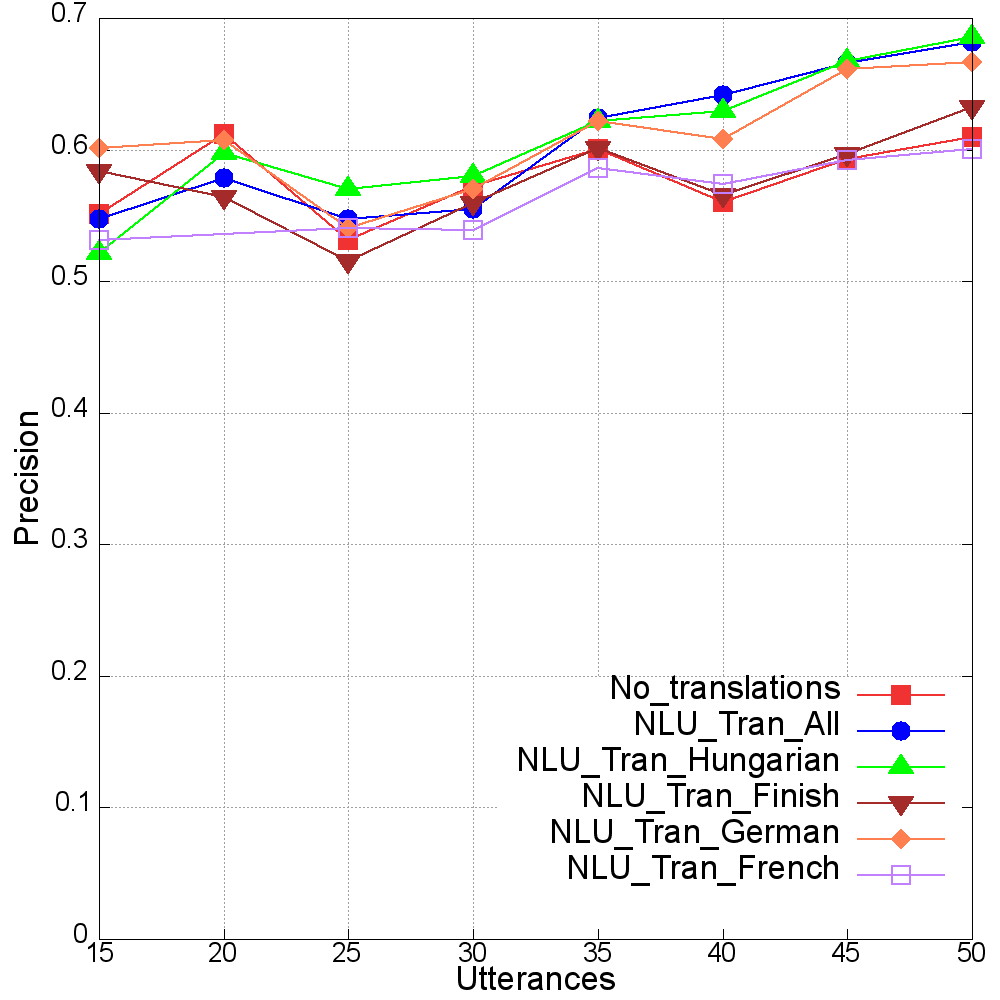 0.7
0.6
0.5
0.4
0.3
0.2
0.1
0
Precision
No_translations
NLU_Tran_All
NLU_Tran_Hungarian
NLU_Tran_Finish
NLU_Tran_German
NLU_Tran_French
15 20 25 30 35 40 45 50
Utterances